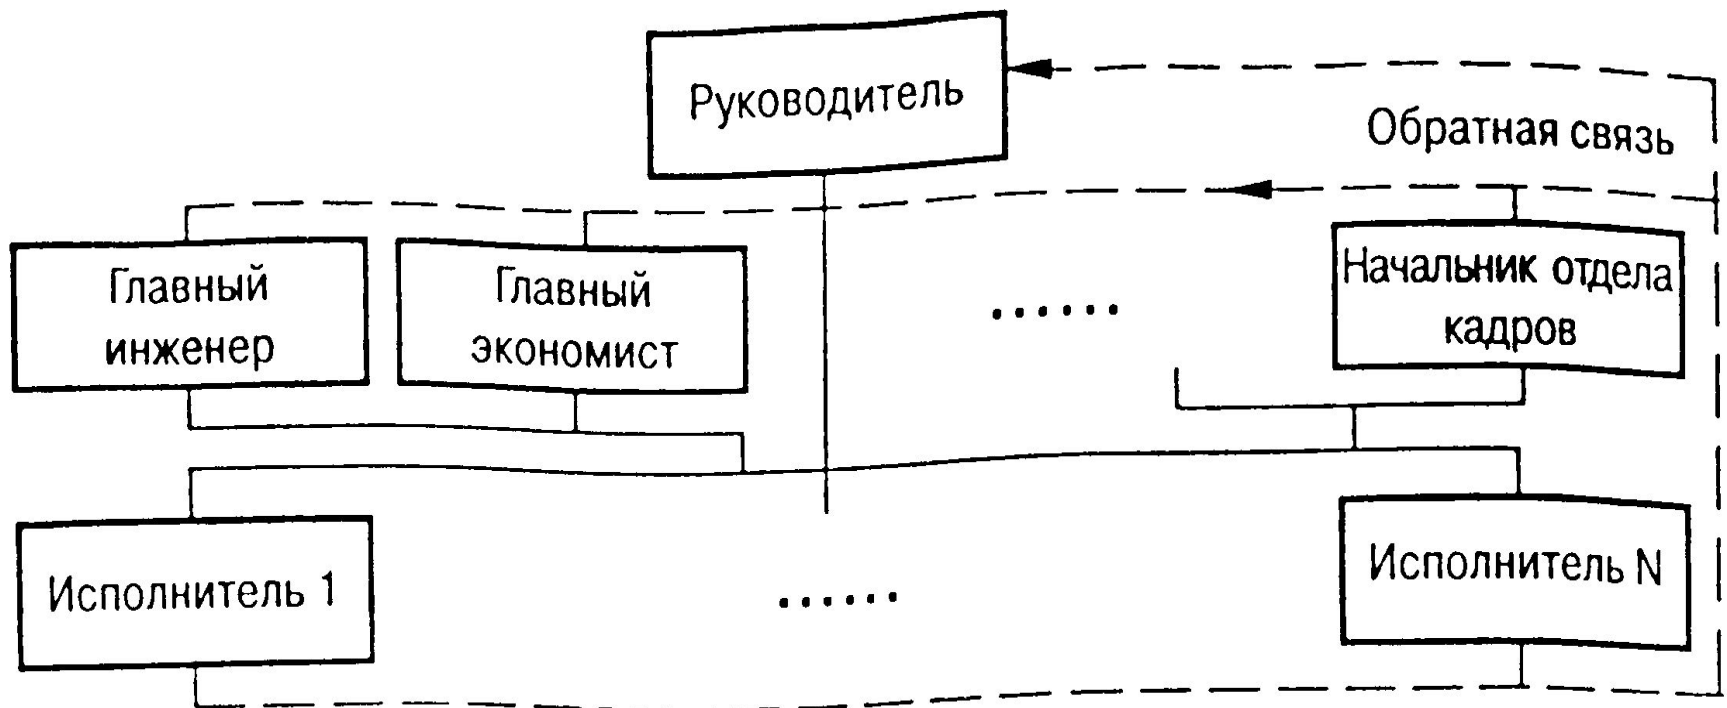 Руководитель
Обратная связь
Главный
инженер
Главный
экономист
......
Начальник отдела
кадров
Исполнитель 1
......
Исполнитель N